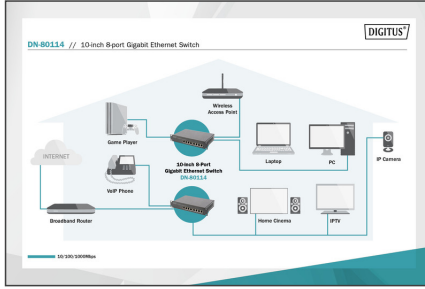 DIGITUS®
DN-80114 // 10-inch 8-port Gigabit Ethernet Switch
Wireless
Access Point
Game Player
INTERNET
10-Inch 8-Port
Gigabit Ethernet Switch
DN-80114
Laptop
PC
IP Camera
VoIP Phone
Broadband Router
Home Cinema
IPTV
10/100/1000Mbps